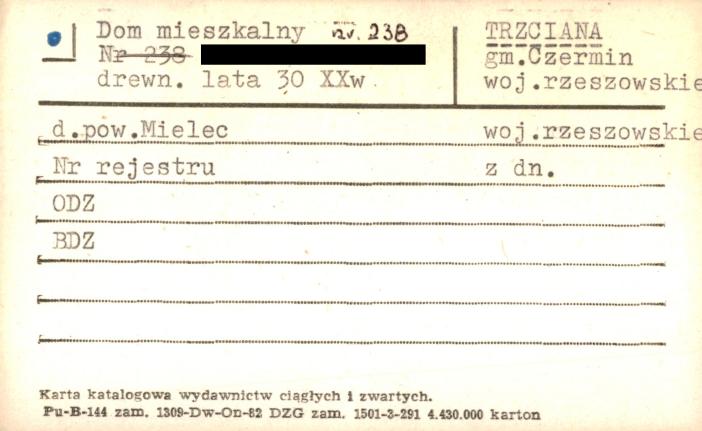 Dom mieszkalny nr. 238
TRZCIANA
Nr 238
gm.Czermin
drewn. lata 30 XXw
woj.rzeszowskie
d.pow.Mielec
woj.rzeszowskie
Nr rejestru
z dn.
ODZ
BDZ
Karta katalogowa wydawnictw ciągłych i zwartych.
Pu-B-144 zam. 1309-Dw-On-82 DZG zam. 1501-3-291 4.430.000 karton